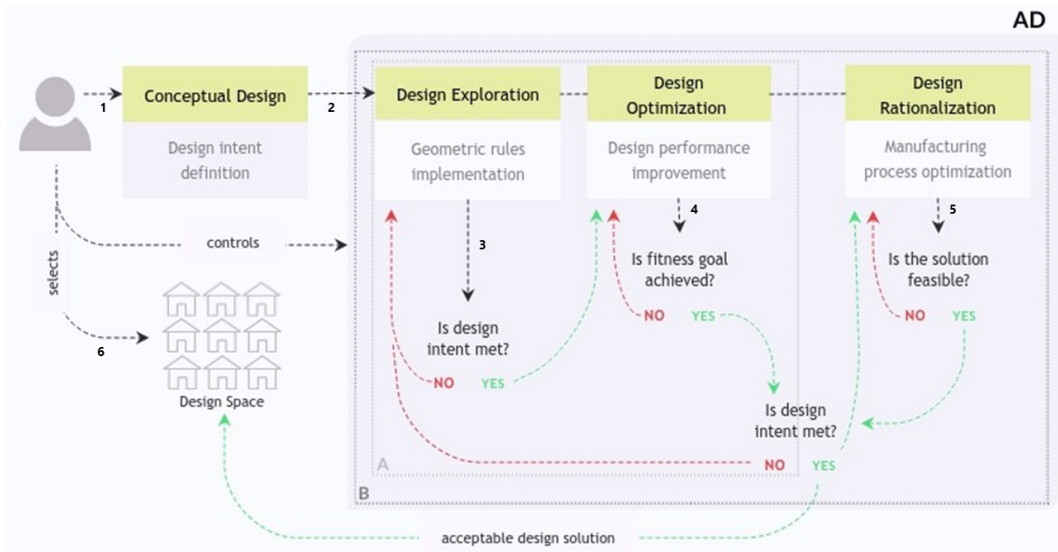 AD
1
Conceptual Design
Design intent
definition
2
Design Exploration
Geometric rules
implementation
Design
Optimization
Design performance
improvement
Design
Rationalization
Manufacturing
process optimization
3
4
5
controls
selects
6
Design Space
Is design
intent met?
NO YES
Is fitness goal
achieved?
NO YES
Is the solution
feasible?
NO YES
Is design
intent met?
NO YES
A
B
acceptable design solution